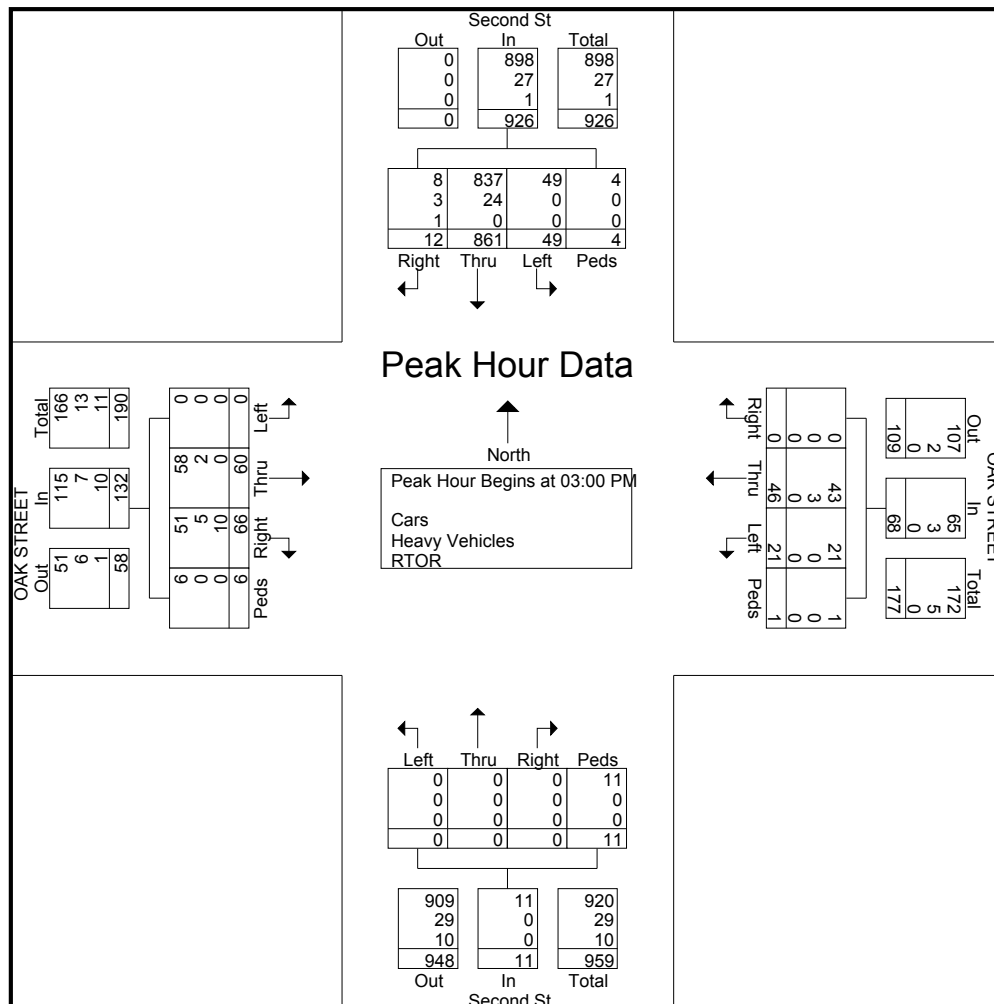 Second St
Out In Total
0 898 898
0 27 27
0 1 1
0 926 926
8 837 49 4
3 24 0 0
1 0 0 0
12 861 49 4
Right Thru Left Peds
Peak Hour Data
North
Peak Hour Begins at 03:00 PM
Cars
Heavy Vehicles
RTOR
OAK STREET
Out In Total
51 115 166
6 7 13
1 10 11
58 132 190
Peds Right Thru Left
6 51 58 0
0 5 2 0
0 10 0 0
6 66 60 0
OAK STREET
Out In Total
107 65 172
2 3 5
0 0 0
109 68 177
0 43 21 1
0 3 0 0
0 0 0 0
0 46 21 1
Right Thru Left Peds
Left Thru Right Peds
0 0 0 11
0 0 0 0
0 0 0 0
0 0 0 11
909 11 920
29 0 29
10 0 10
948 11 959
Out In Total
Second St